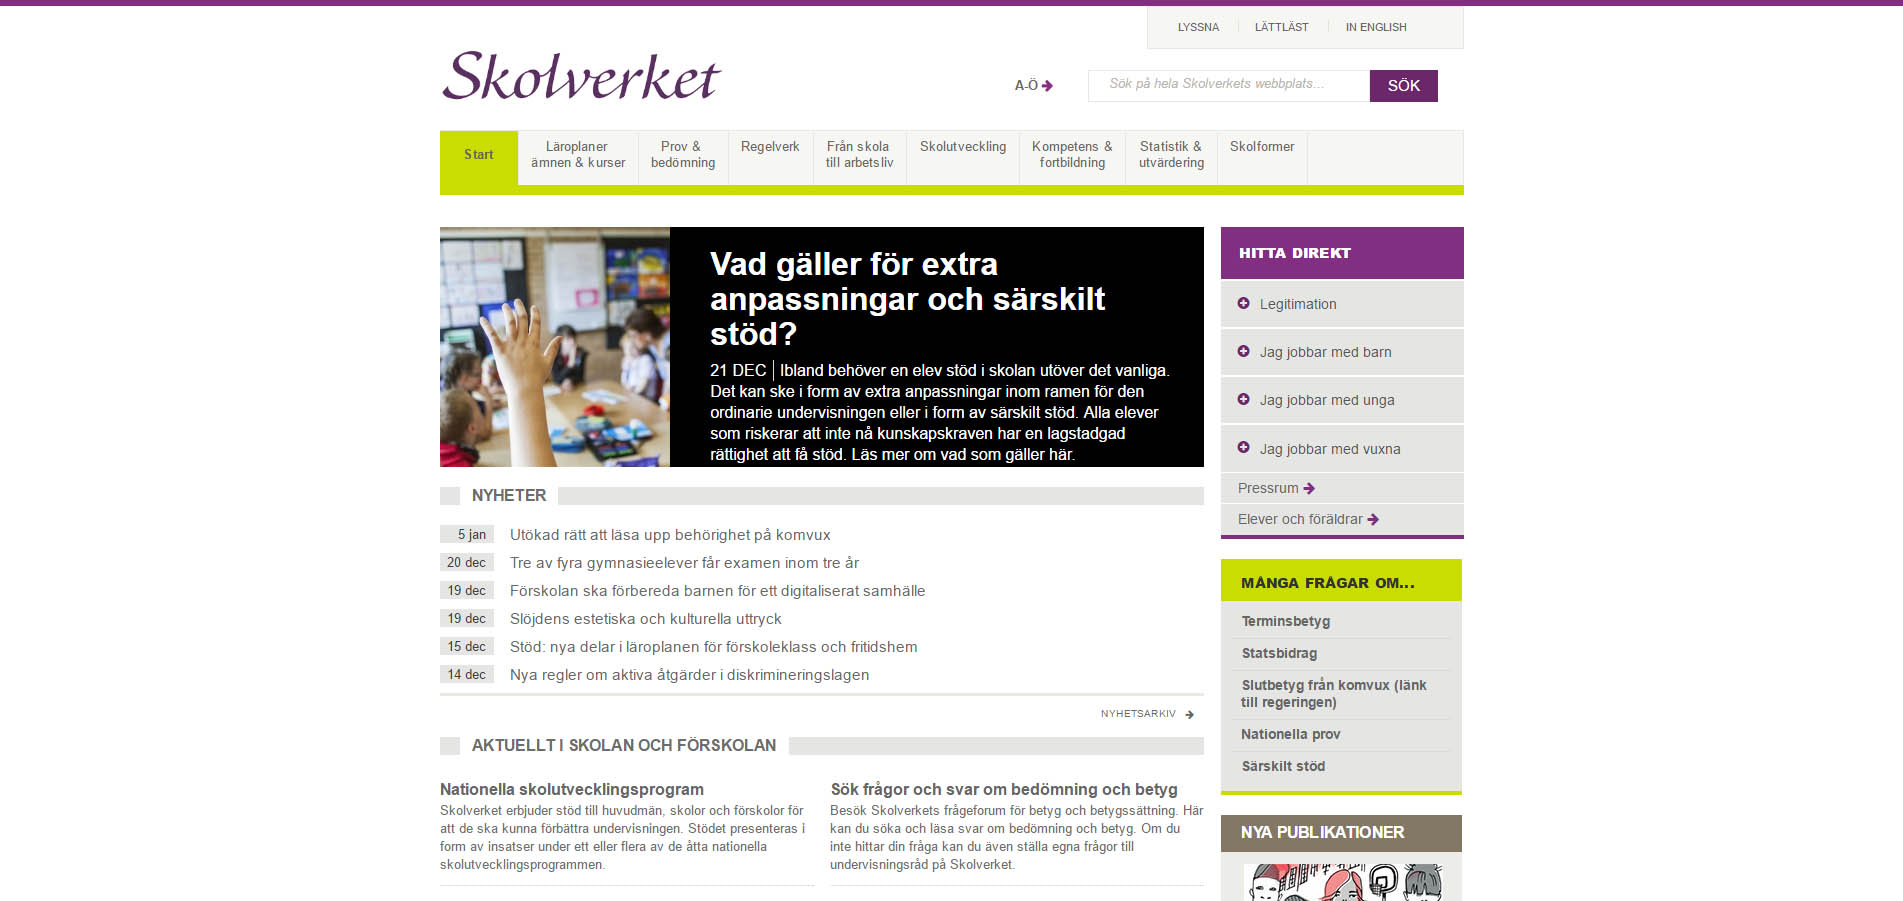 LYSSNA
LÄTTLÄST
IN ENGLISH
Skolverket
A-Ö
Sök på hela Skolverkets webbplats...
SÖK
Start
Läroplaner
ämnen & kurser
Prov &
bedömning
Regelverk
Från skola
till arbetsliv
Skolutveckling
Kompetens &
fortbildning
Statistik &
utvärdering
Skolformer
Vad gäller för extra
anpassningar och särskilt
stöd?
21 DEC | Ibland behöver en elev stöd i skolan utöver det vanliga.
Det kan ske i form av extra anpassningar inom ramen för den
ordinarie undervisningen eller i form av särskilt stöd. Alla elever
som riskerar att inte nå kunskapskraven har en lagstadgad
rättighet att få stöd. Läs mer om vad som gäller här.
NYHETER
5 jan Utökad rätt att läsa upp behörighet på komvux
20 dec Tre av fyra gymnasieelever får examen inom tre år
19 dec Förskolan ska förbereda barnen för ett digitaliserat samhälle
19 dec Slöjdens estetiska och kulturella uttryck
15 dec Stöd: nya delar i läroplanen för förskoleklass och fritidshem
14 dec Nya regler om aktiva åtgärder i diskrimineringslagen
NYHETSARKIV
AKTUELLT I SKOLAN OCH FÖRSKOLAN
Nationella skolutvecklingsprogram
Skolverket erbjuder stöd till huvudmän, skolor och förskolor för
att de ska kunna förbättra undervisningen. Stödet presenteras i
form av insatser under ett eller flera av de åtta nationella
skolutvecklingsprogrammen.
Sök frågor och svar om bedömning och betyg
Besök Skolverkets frågeforum för betyg och betygssättning. Här
kan du söka och läsa svar om bedömning och betyg. Om du
inte hittar din fråga kan du även ställa egna frågor till
undervisningsråd på Skolverket.
HITTA DIREKT
Legitimation
Jag jobbar med barn
Jag jobbar med unga
Jag jobbar med vuxna
Pressrum
Elever och föräldrar
MÅNGA FRÅGAR OM...
Terminsbetyg
Statsbidrag
Slutbetyg från komvux (länk
till regeringen)
Nationella prov
Särskilt stöd
NYA PUBLIKATIONER